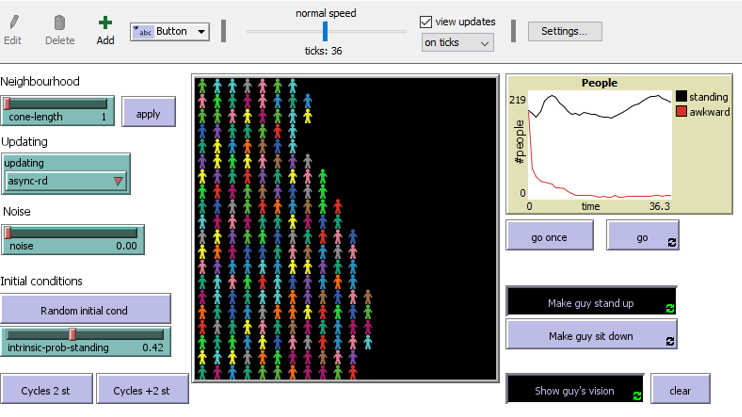 normal speed
Edit Delete Add abc Button view updates Settings...
ticks: 36 on ticks
Neighbourhood
cone-length 1 apply
Updating
updating
async-rd
Noise
noise 0.00
Initial conditions
Random initial cond
intrinsic-prob-standing 0.42
Cycles 2 st Cycles +2 st
People
219 standing
awkward
#people
0
0 time 36.3
go once go
Make guy stand up
Make guy sit down
Show guy's vision clear